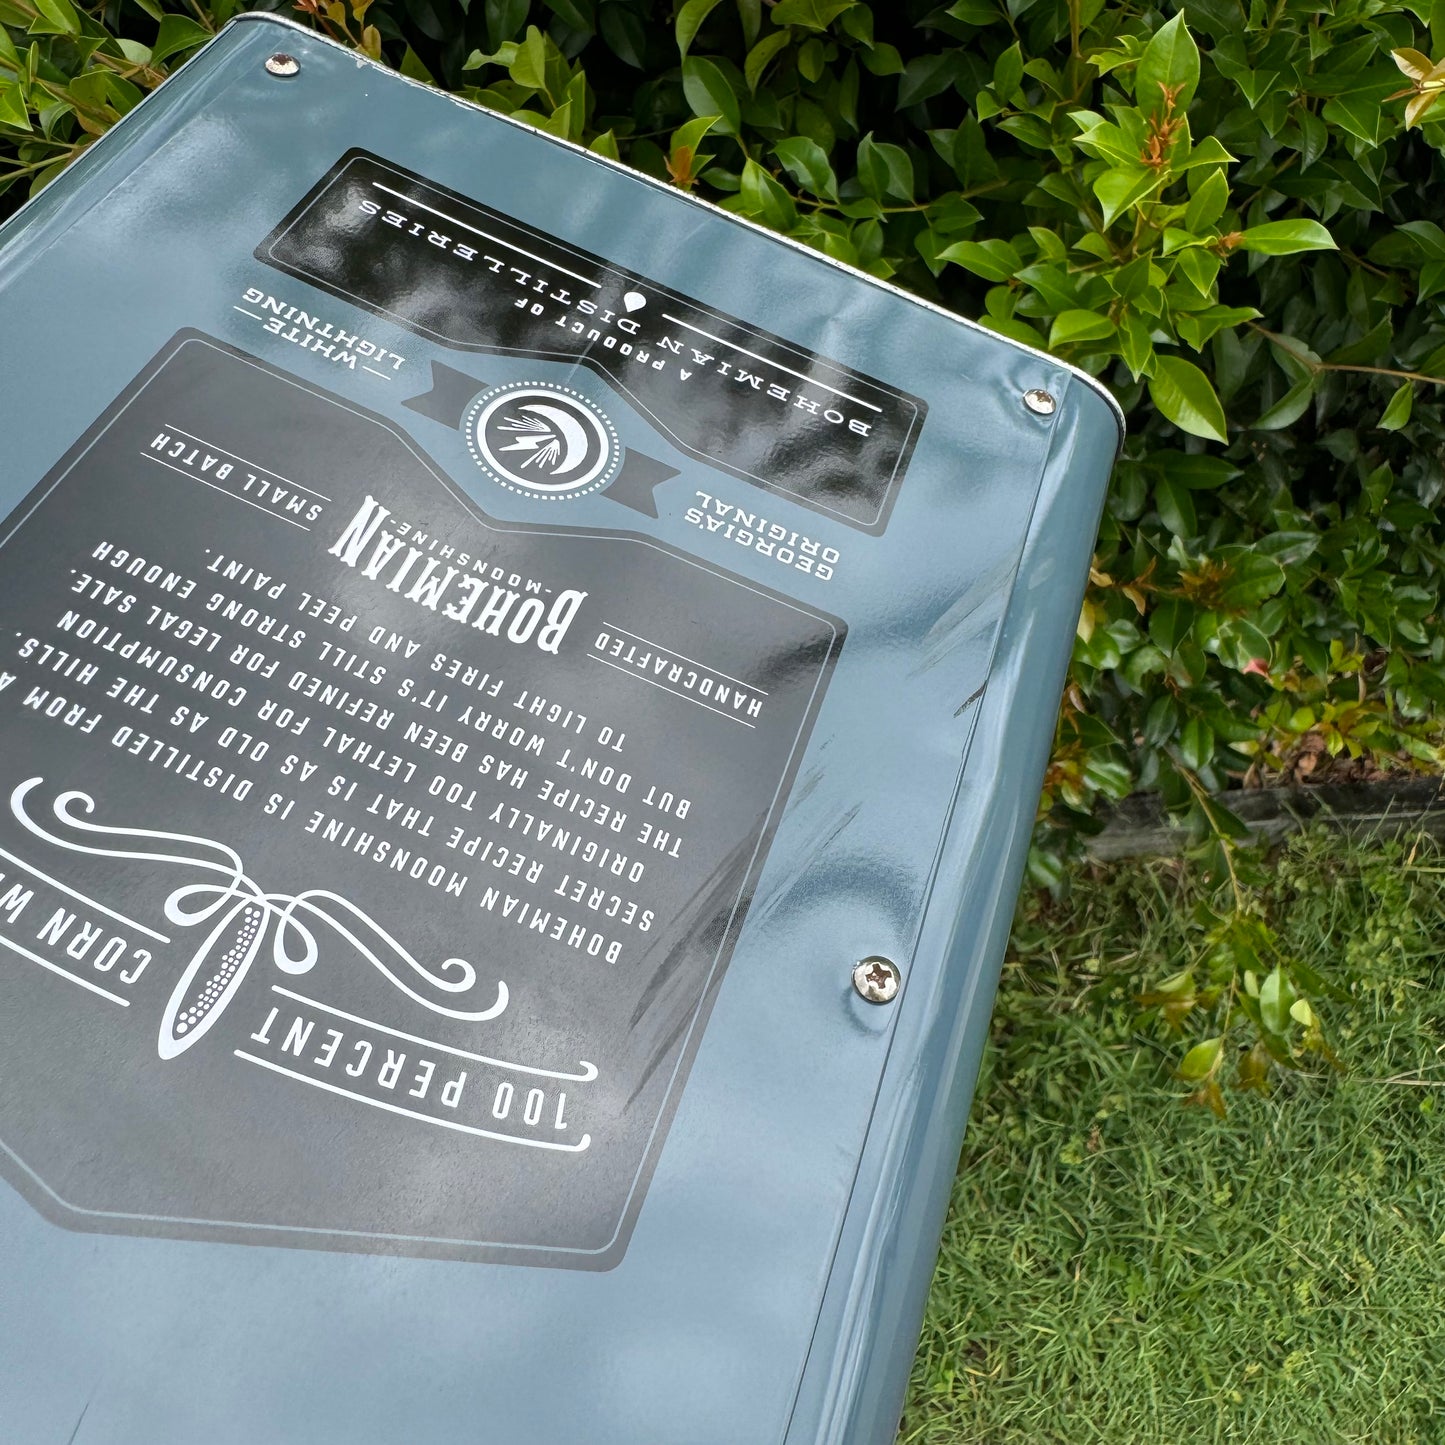 100 PERCENT CORN
BOHEMIAN MOONSHINE IS DISTILLED FROM A
SECRET RECIPE THAT IS AS OLD AS THE HILLS.
ORIGINALLY TOO LETHAL FOR CONSUMPTION
THE RECIPE HAS BEEN REFINED FOR LEGAL SALE.
BUT DON'T WORRY IT'S STILL STRONG ENOUGH
TO LIGHT FIRES AND PEEL PAINT.
HANDCRAFTED
BOHEMIAN
-MOONSHINE-
SMALL BATCH
GEORGIA'S
ORIGINAL
WHITE
LIGHTNING
A PRODUCT OF
BOHEMIAN DISTILLERIES